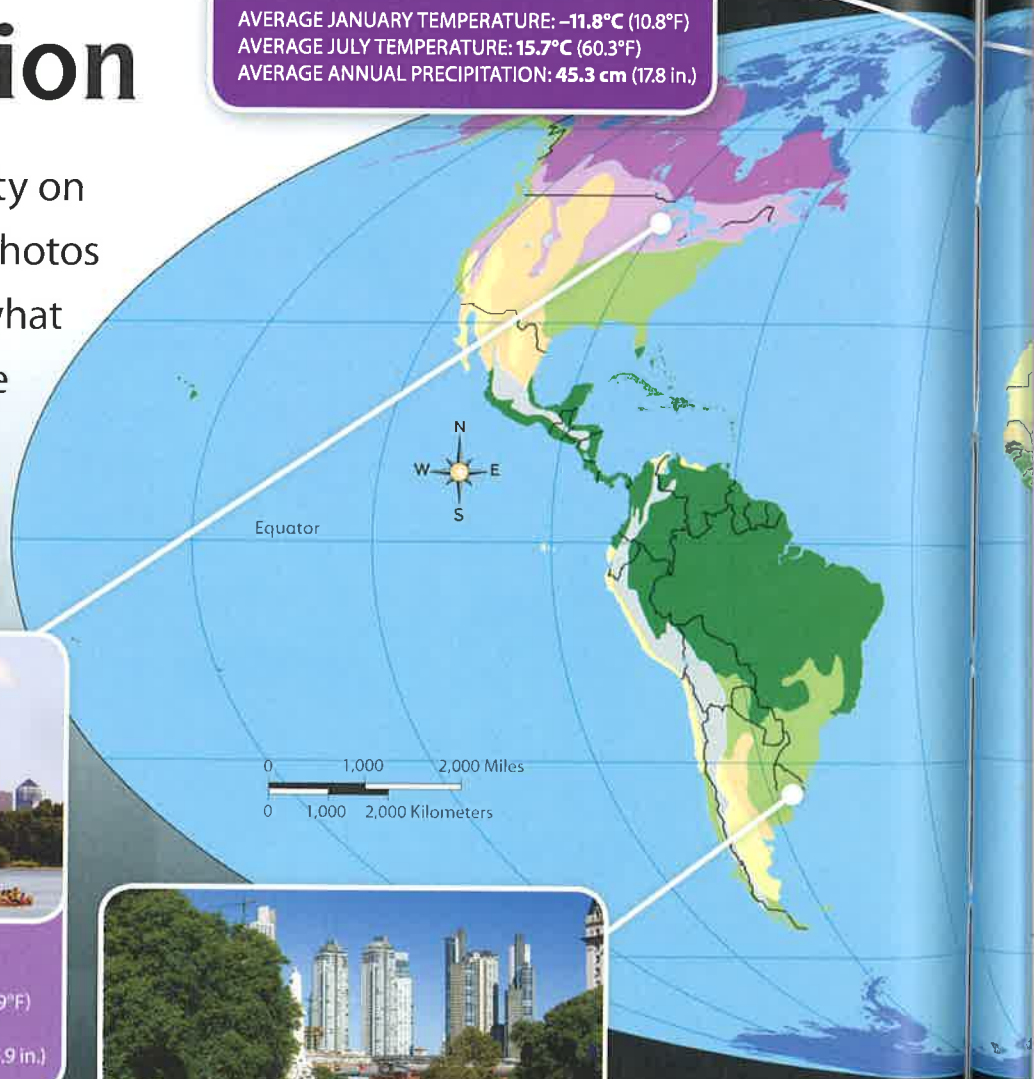 AVERAGE JANUARY TEMPERATURE: –11.8°C (10.8°F)
AVERAGE JULY TEMPERATURE: 15.7°C (60.3°F)
AVERAGE ANNUAL PRECIPITATION: 45.3 cm (17.8 in.)
ion
ty on
hotos
hat
e
N
W E
S
Equator
0 1,000 2,000 Miles
0 1,000 2,000 Kilometers
9°F)
.9 in.)